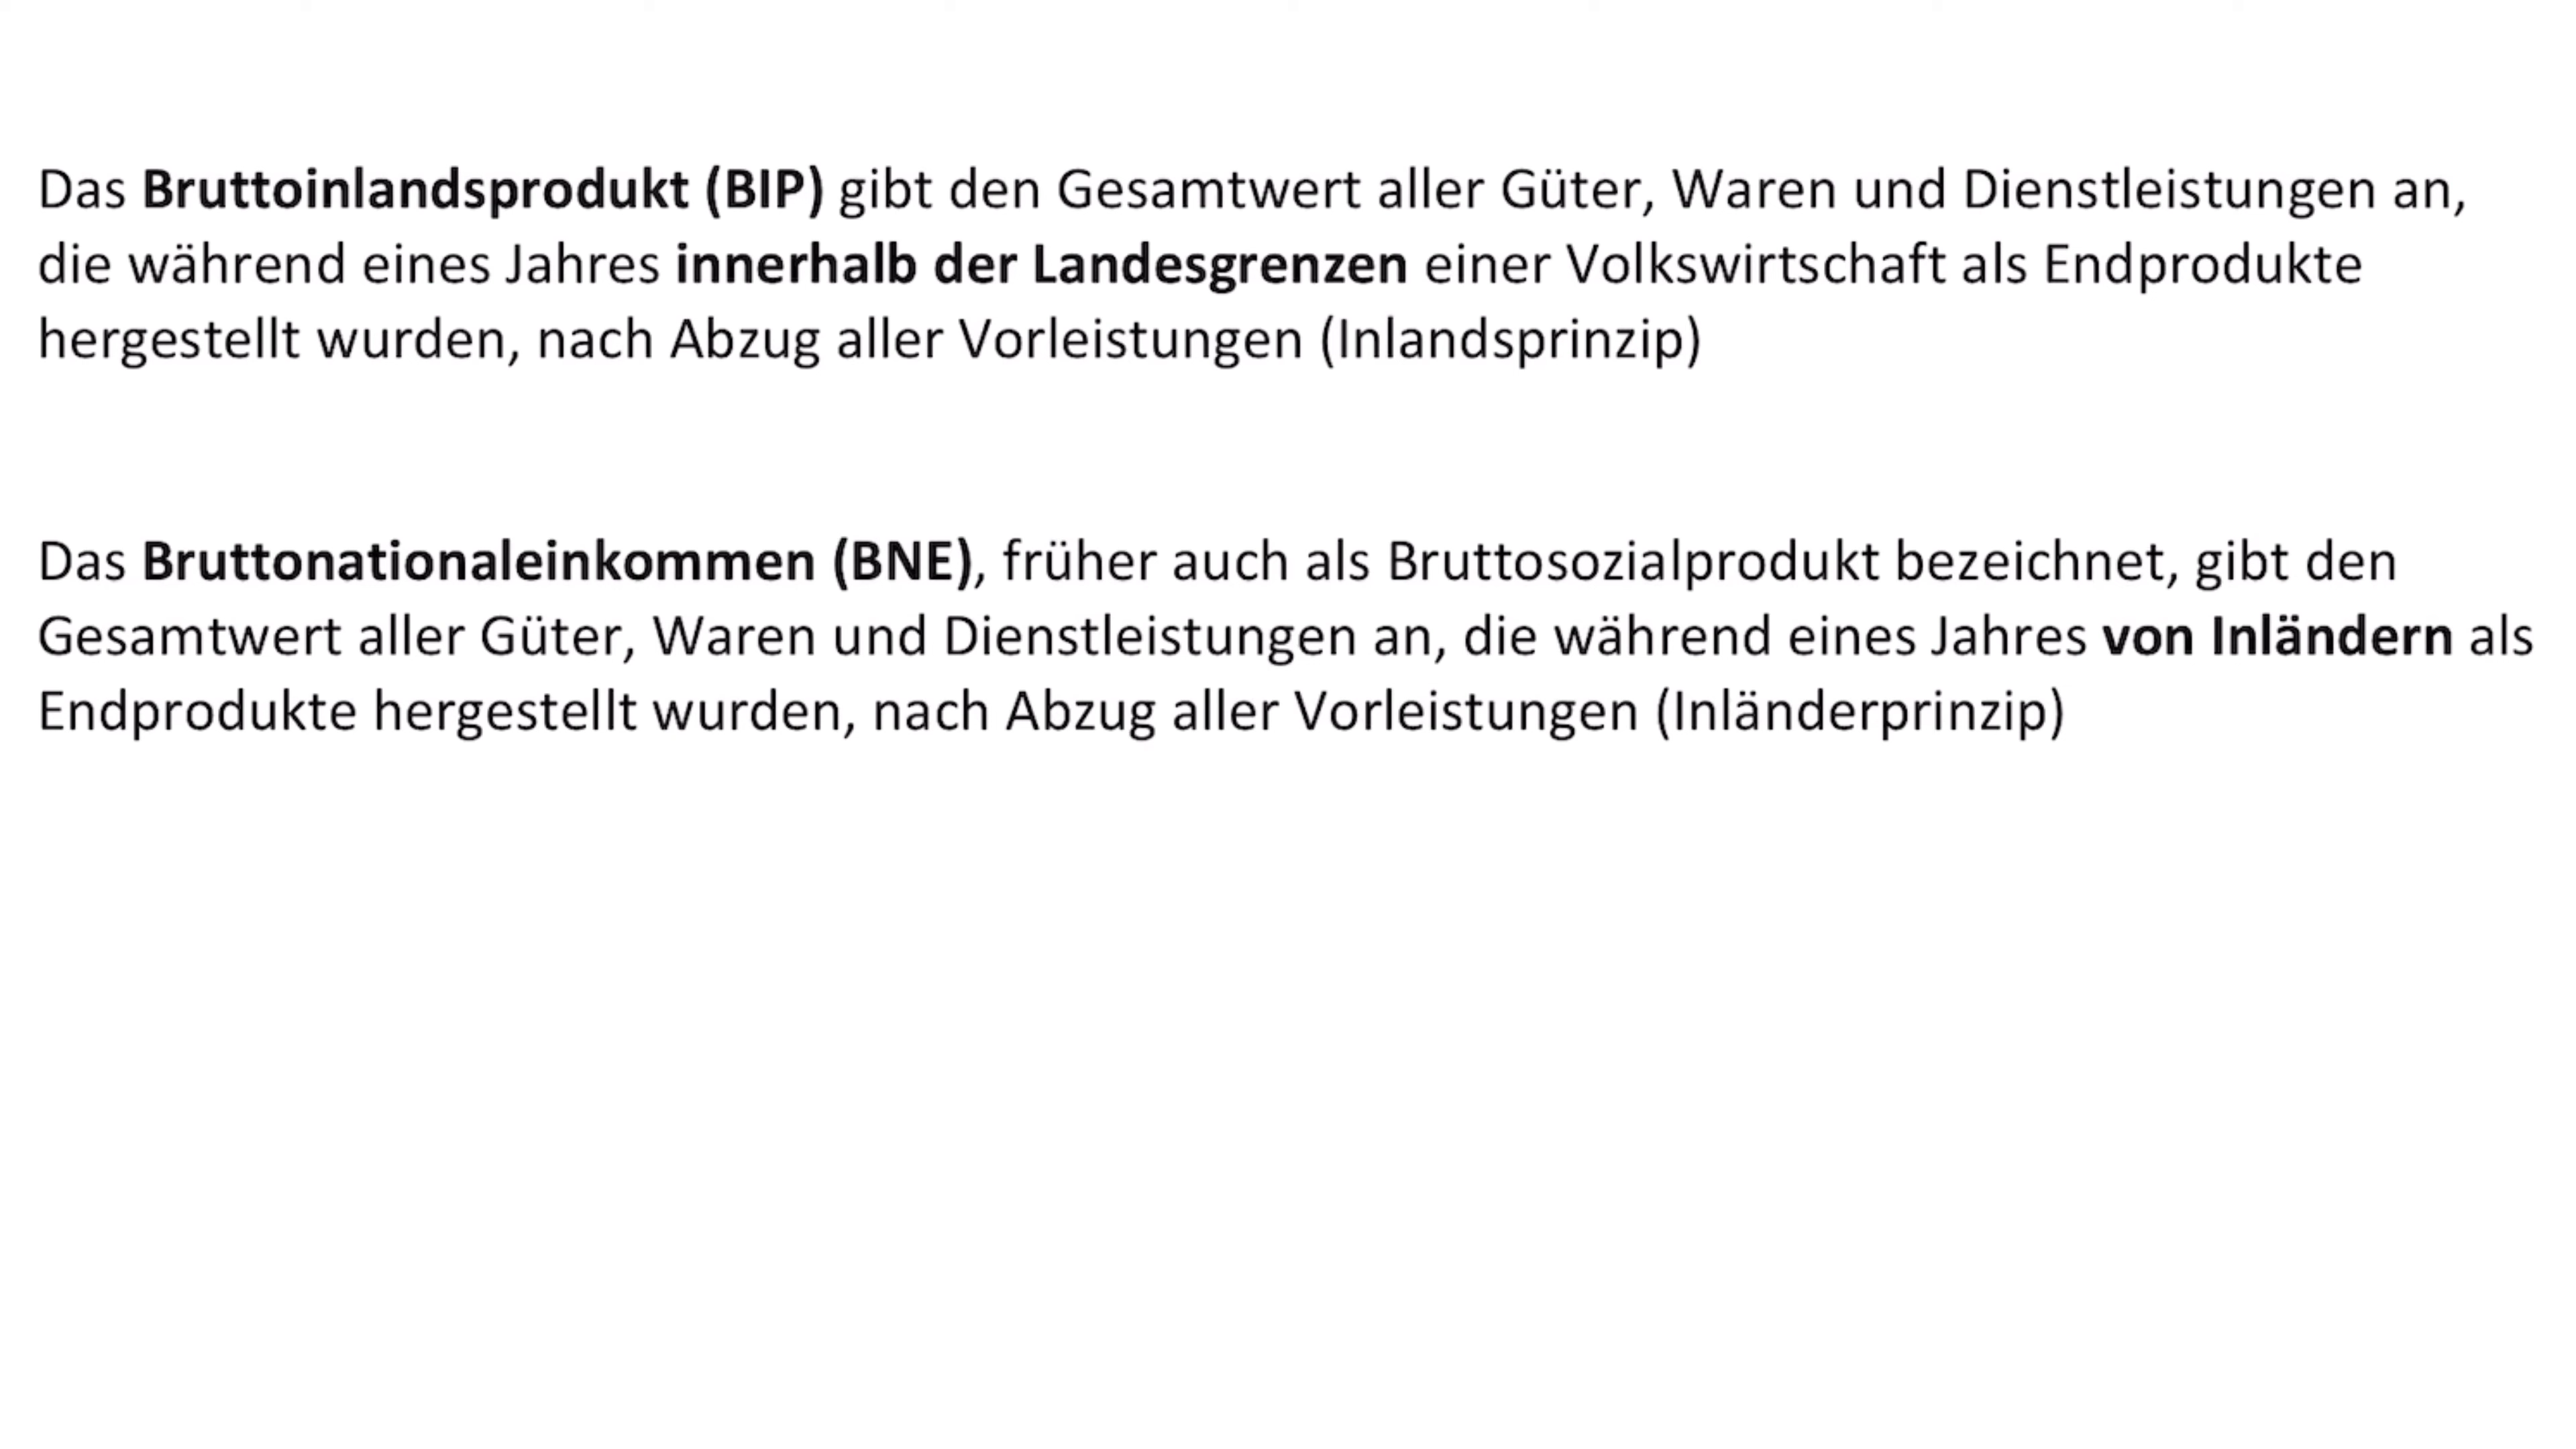 Das Bruttoinlandsprodukt (BIP) gibt den Gesamtwert aller Güter, Waren und Dienstleistungen an,
die während eines Jahres innerhalb der Landesgrenzen einer Volkswirtschaft als Endprodukte
hergestellt wurden, nach Abzug aller Vorleistungen (Inlandsprinzip)
Das Bruttonationaleinkommen (BNE), früher auch als Bruttosozialprodukt bezeichnet, gibt den
Gesamtwert aller Güter, Waren und Dienstleistungen an, die während eines Jahres von Inländern als
Endprodukte hergestellt wurden, nach Abzug aller Vorleistungen (Inländerprinzip)